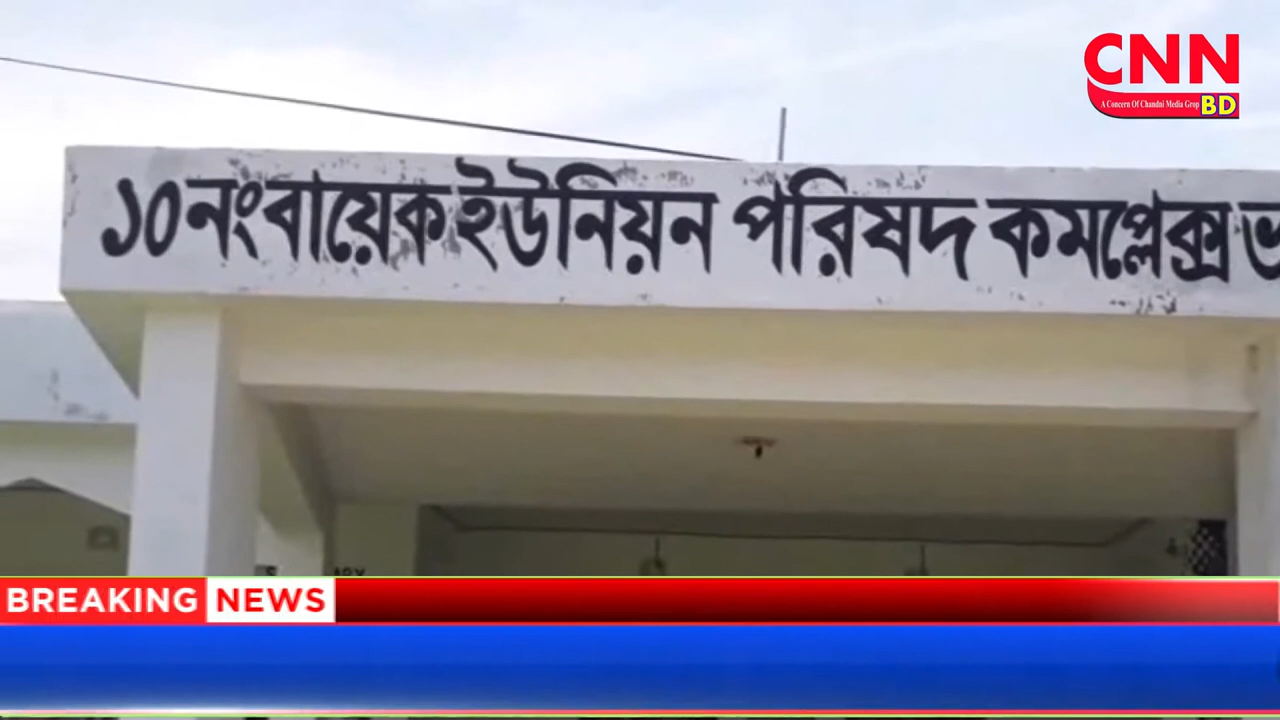 CNN
A Concern Of Chandni Media Grop BD
১০নং বায়েক ইউনিয়ন পরিষদ কমপ্লেক্স ভ
BREAKING NEWS